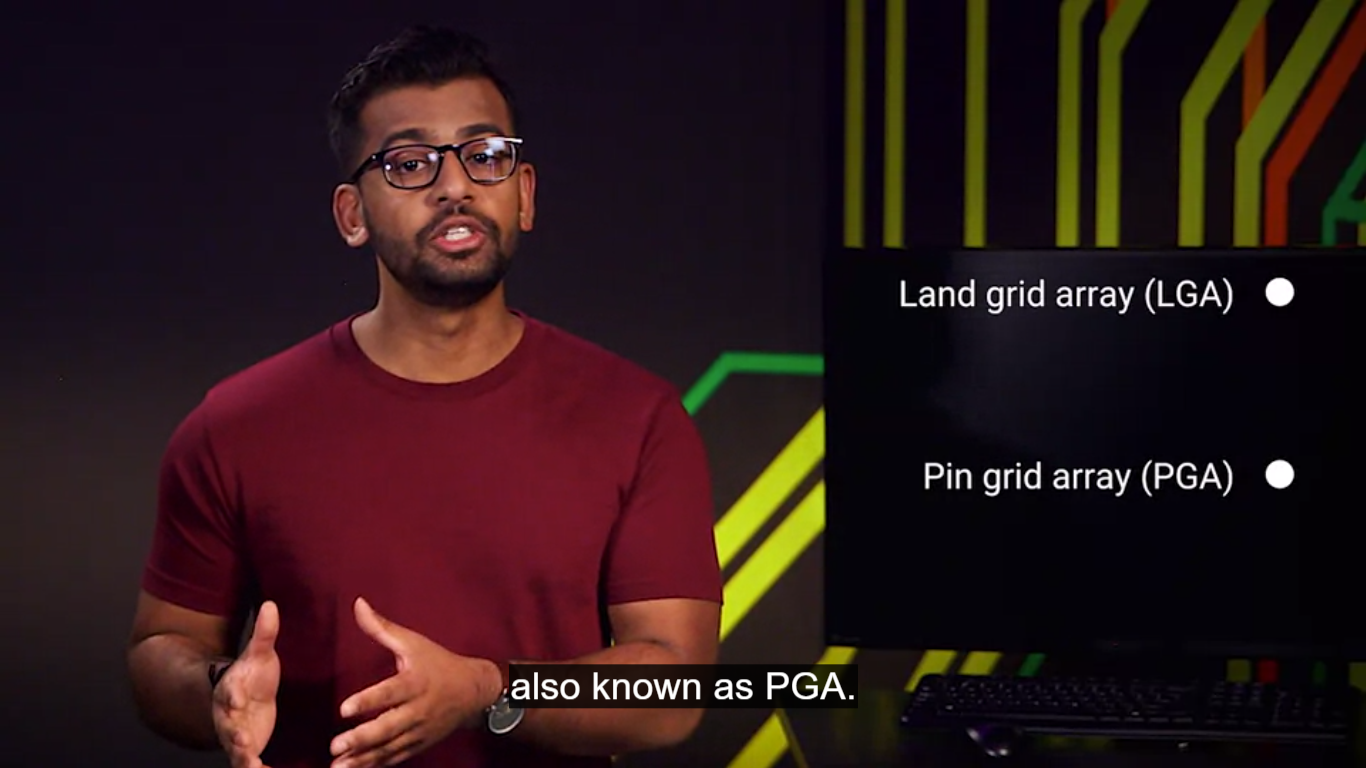 Land grid array (LGA)
Pin grid array (PGA)
also known as PGA.